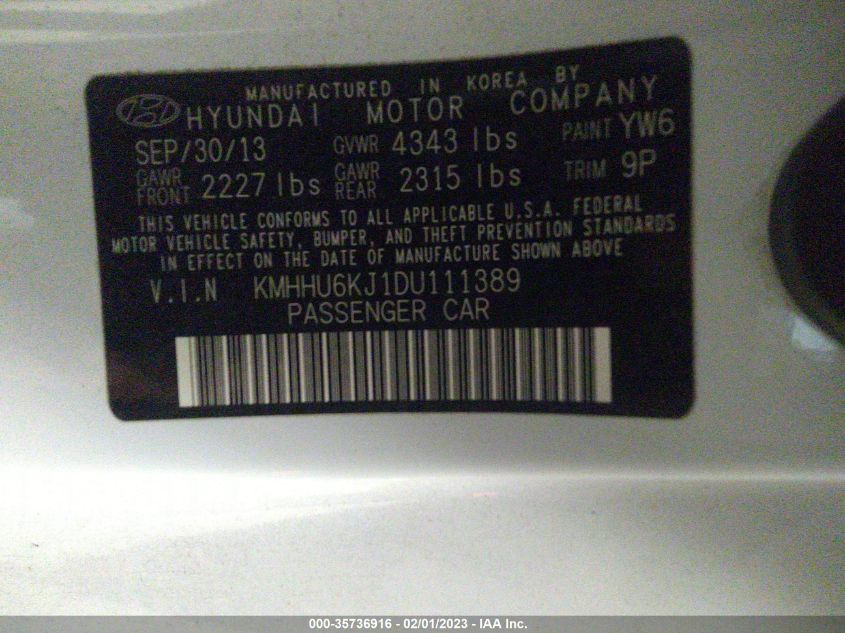 MANUFACTURED IN KOREA BY
HYUNDAI MOTOR COMPANY
SEP/30/13 GVWR 4343 lbs PAINT YW6
GAWR FRONT 2227 lbs GAWR REAR 2315 lbs TRIM 9P
THIS VEHICLE CONFORMS TO ALL APPLICABLE U.S.A. FEDERAL
MOTOR VEHICLE SAFETY, BUMPER, AND THEFT PREVENTION STANDARDS
IN EFFECT ON THE DATE OF MANUFACTURE SHOWN ABOVE
V.I.N KMHHU6KJ1DU111389
PASSENGER CAR
000-35736916 - 02/01/2023 - IAA Inc.